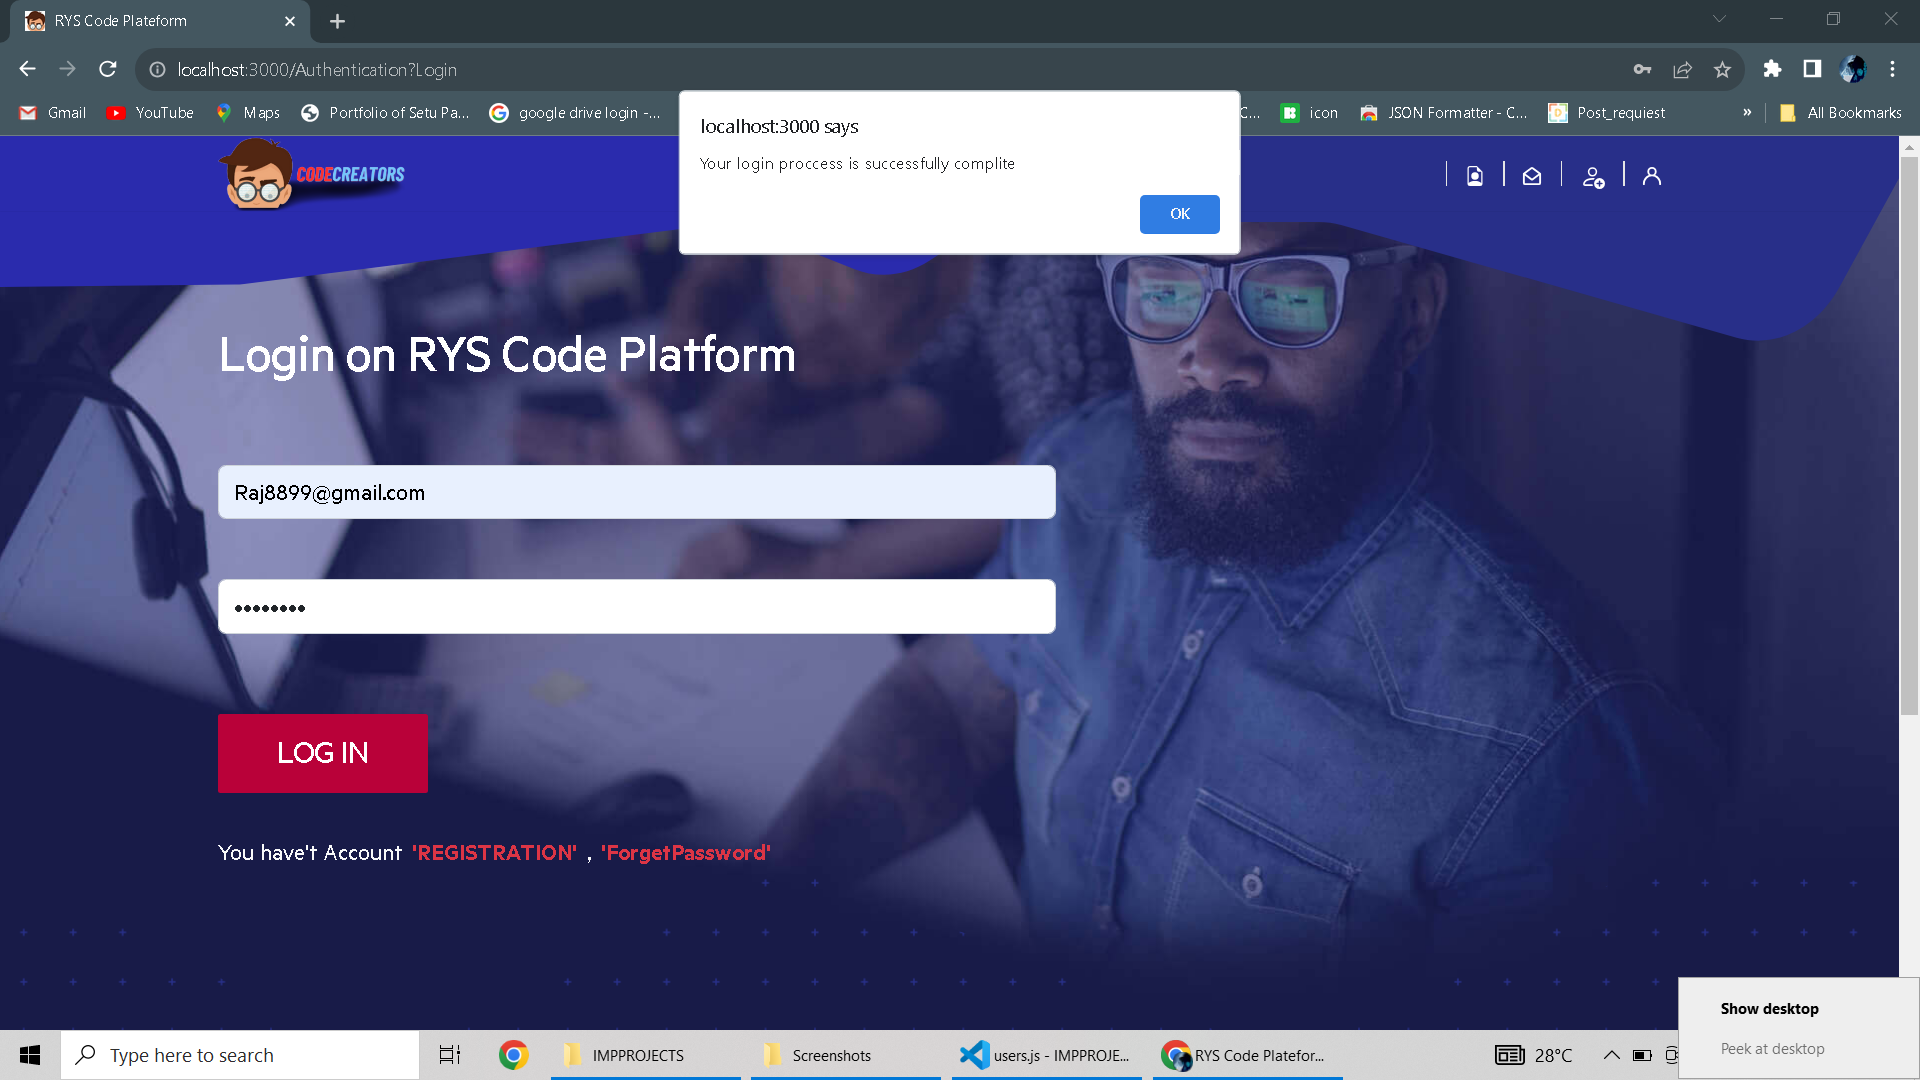 RYS Code Plateform
localhost:3000/Authentication?Login
Gmail YouTube Maps Portfolio of Setu Pa... google drive login -... C... icon JSON Formatter - C... Post_requiest » All Bookmarks
localhost:3000 says
Your login proccess is successfully complite
OK
CODECREATORS
Login on RYS Code Platform
Raj8899@gmail.com
••••••••
LOG IN
You have't Account 'REGISTRATION' , 'ForgetPassword'
Show desktop
Peek at desktop
Type here to search
IMPPROJECTS
Screenshots
users.js - IMPPROJE...
RYS Code Platefor...
28°C